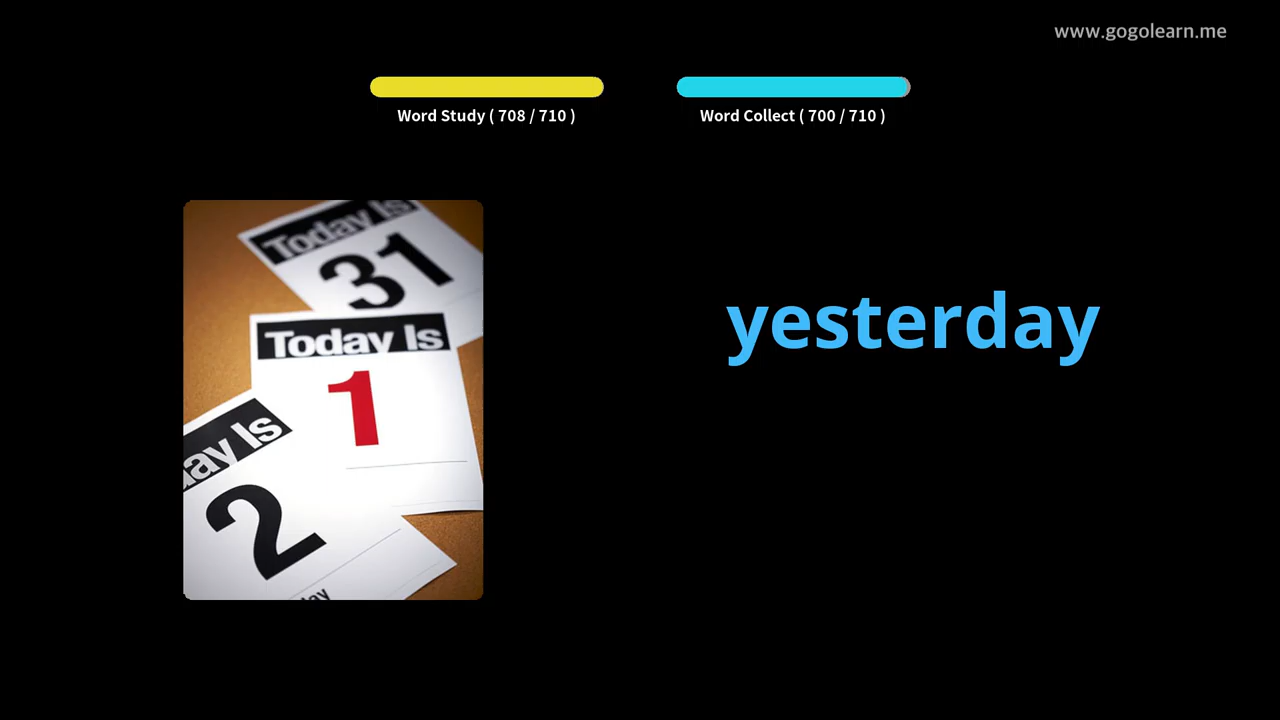 www.gogolearn.me
Word Study ( 708 / 710 )
Word Collect ( 700 / 710 )
Today Is
31
Today Is
1
yesterday
ay Is
2